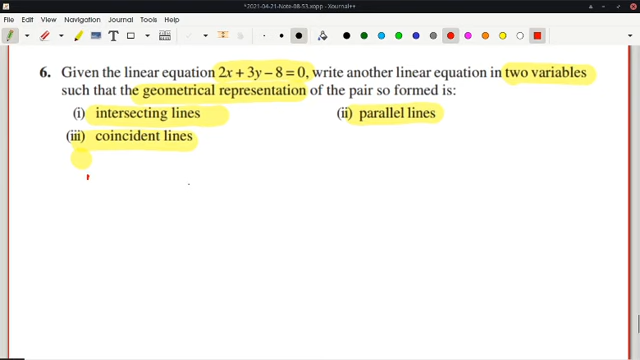 *2021-04-21-Note-08-53.xopp - Xournal++
File Edit View Navigation Journal Tools Help
6. Given the linear equation 2x + 3y – 8 = 0, write another linear equation in two variables
such that the geometrical representation of the pair so formed is:
(i) intersecting lines (ii) parallel lines
(iii) coincident lines